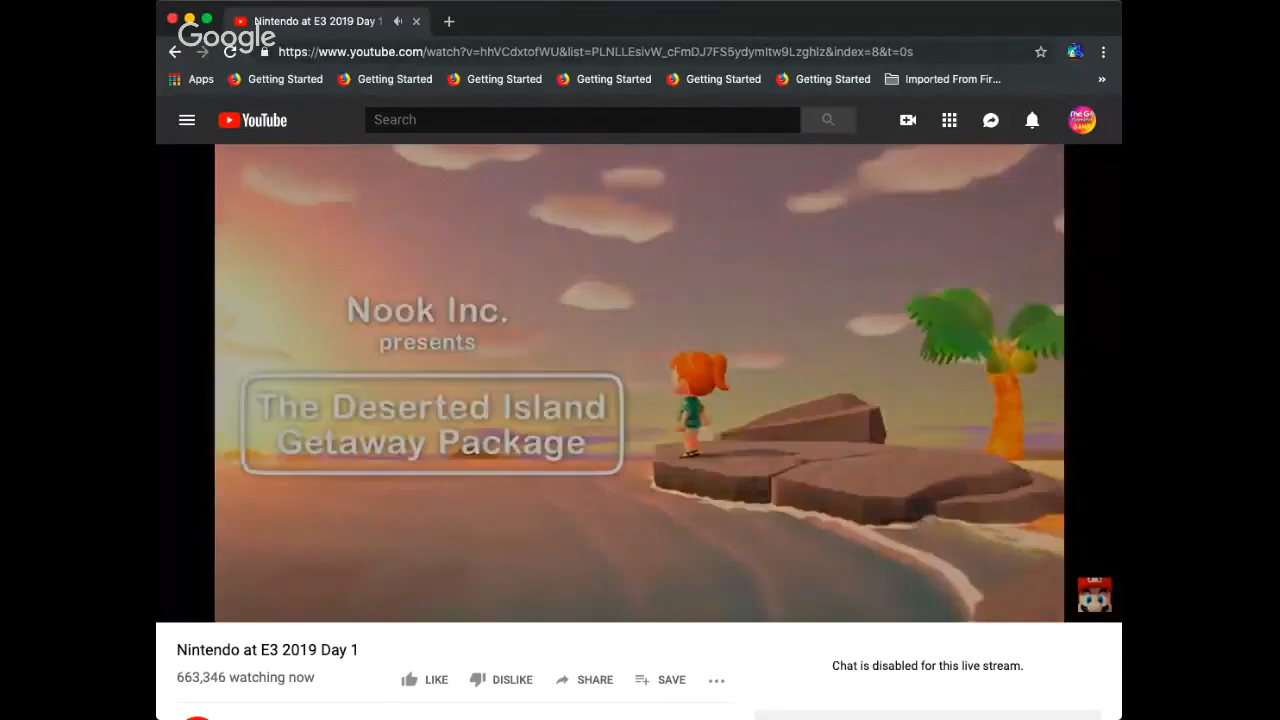 Nintendo at E3 2019 Day 1
Google
https://www.youtube.com/watch?v=hhVCdxtofWU&list=PLNLLEsivW_cFmDJ7FS5ydymItw9Lzghlz&index=8&t=0s
Apps Getting Started Getting Started Getting Started Getting Started Getting Started Getting Started Imported From Fir... »
YouTube Search
Nook Inc.
presents
The Deserted Island
Getaway Package
Nintendo at E3 2019 Day 1
663,346 watching now
LIKE DISLIKE SHARE SAVE
Chat is disabled for this live stream.